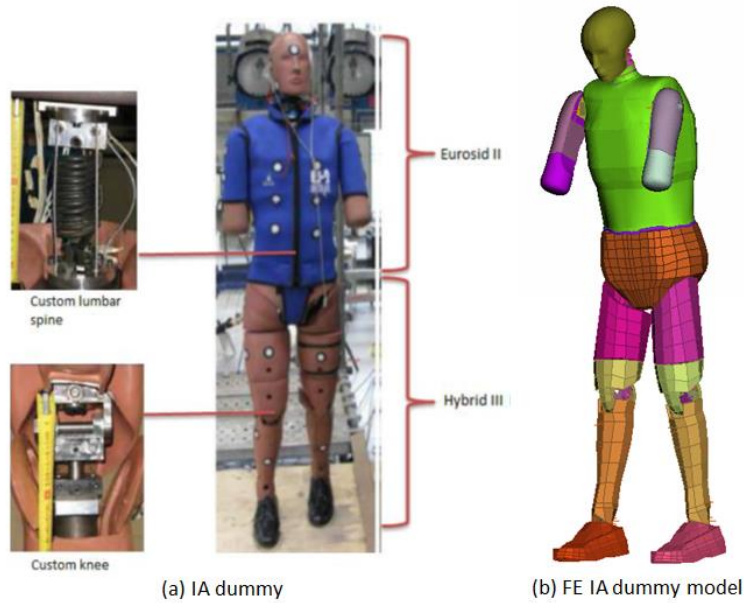 Eurosid II
Custom lumbar
spine
Hybrid III
Custom knee
(a) IA dummy
(b) FE IA dummy model